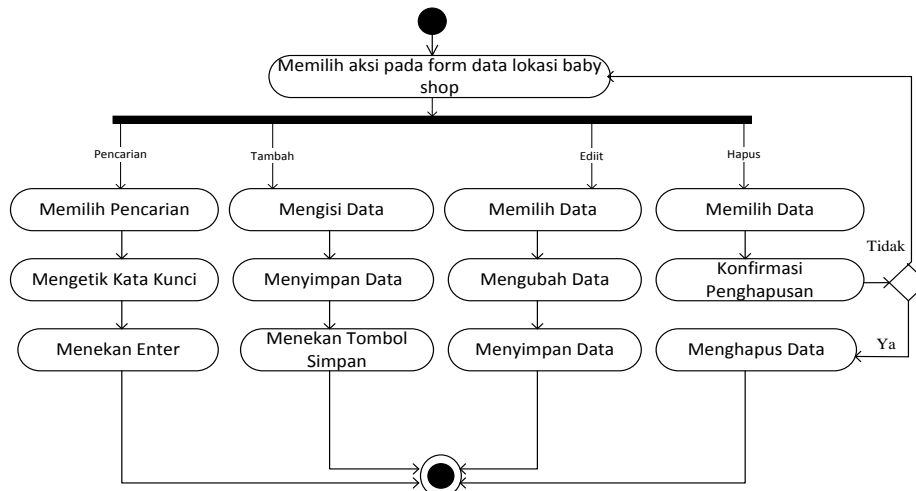 Memilih aksi pada form data lokasi baby
shop
Pencarian
Tambah
Ediit
Hapus
Memilih Pencarian
Mengisi Data
Memilih Data
Memilih Data
Tidak
Mengetik Kata Kunci
Menyimpan Data
Mengubah Data
Konfirmasi
Penghapusan
Menekan Enter
Menekan Tombol
Simpan
Menyimpan Data
Menghapus Data
Ya